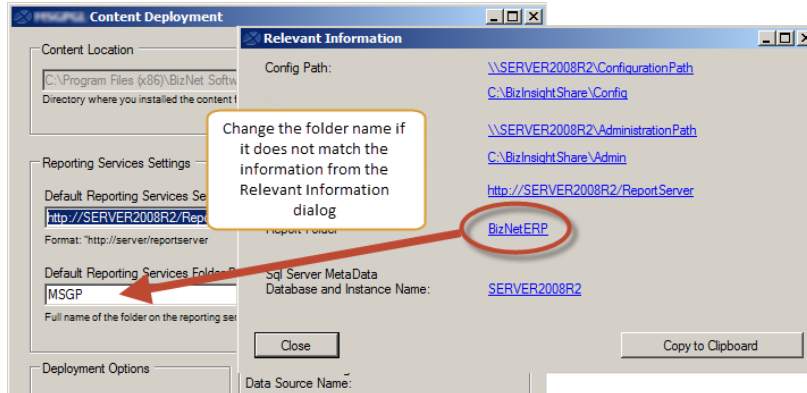 Content Deployment
Content Location
C:\Program Files (x86)\BizNet Softw
Directory where you installed the content f
Reporting Services Settings
Default Reporting Services Se
http://SERVER2008R2/Repo
Format: "http://server/reportserver
Default Reporting Services Folder
MSGP
Full name of the folder on the reporting ser
Deployment Options
Relevant Information
Config Path:
\\SERVER2008R2\ConfigurationPath
C:\BizInsightShare\Config
\\SERVER2008R2\AdministrationPath
C:\BizInsightShare\Admin
http://SERVER2008R2/ReportServer
Report Folder
BizNetERP
Sql Server MetaData
Database and Instance Name:
SERVER2008R2
Close
Copy to Clipboard
Data Source Name:
Change the folder name if
it does not match the
information from the
Relevant Information
dialog